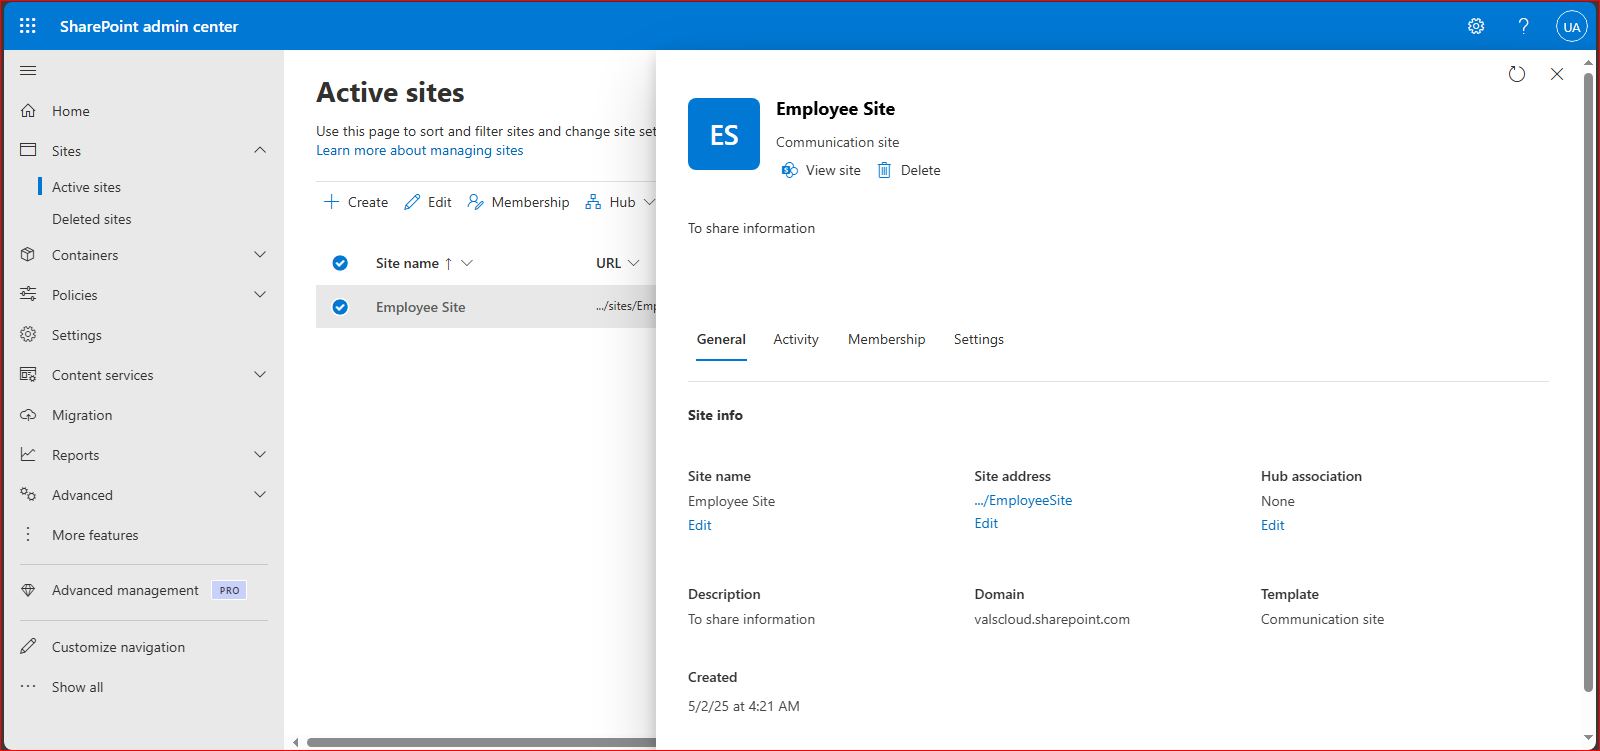 SharePoint admin center
UA
Home
Sites
Active sites
Deleted sites
Containers
Policies
Settings
Content services
Migration
Reports
Advanced
More features
Advanced management PRO
Customize navigation
Show all
Active sites
Use this page to sort and filter sites and change site set
Learn more about managing sites
Create Edit Membership Hub
Site name URL
Employee Site .../sites/Emp
ES
Employee Site
Communication site
View site Delete
To share information
General Activity Membership Settings
Site info
Site name Site address Hub association
Employee Site .../EmployeeSite None
Edit Edit Edit
Description Domain Template
To share information valscloud.sharepoint.com Communication site
Created
5/2/25 at 4:21 AM